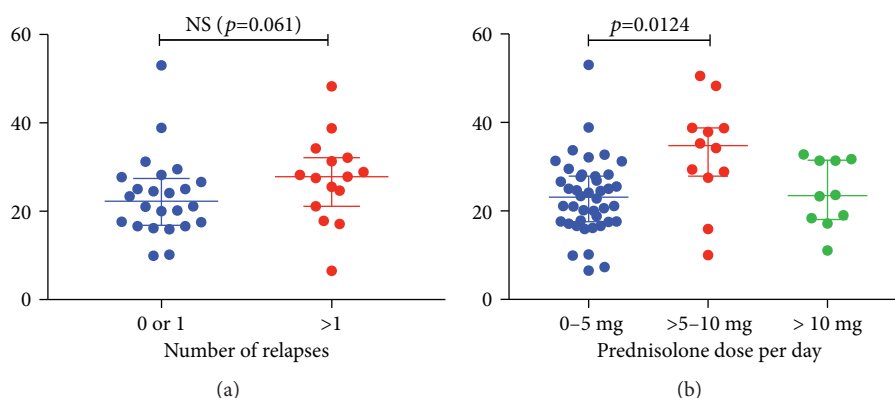 NS (p=0.061)
60
40
20
0
0 or 1
>1
Number of relapses
(a)
p=0.0124
60
40
20
0
0–5 mg
>5–10 mg
> 10 mg
Prednisolone dose per day
(b)